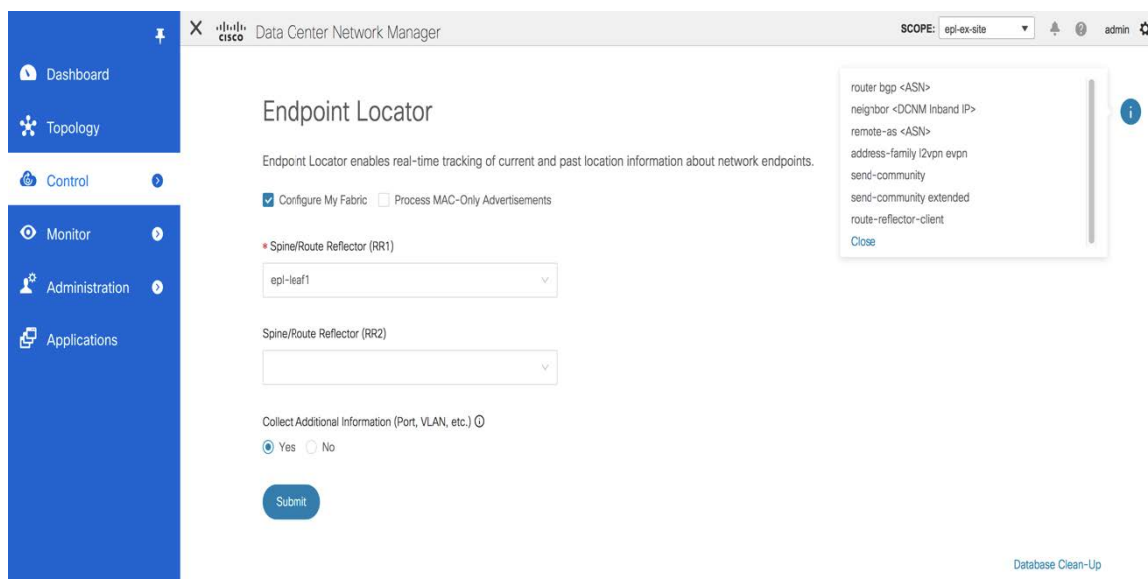 CISCO Data Center Network Manager
SCOPE: epl-ex-site
admin
Dashboard
Topology
Control
Monitor
Administration
Applications
Endpoint Locator
Endpoint Locator enables real-time tracking of current and past location information about network endpoints.
Configure My Fabric Process MAC-Only Advertisements
* Spine/Route Reflector (RR1)
epl-leaf1
Spine/Route Reflector (RR2)
Collect Additional Information (Port, VLAN, etc.)
Yes No
Submit
router bgp <ASN>
neighbor <DCNM Inband IP>
remote-as <ASN>
address-family l2vpn evpn
send-community
send-community extended
route-reflector-client
Close
Database Clean-Up